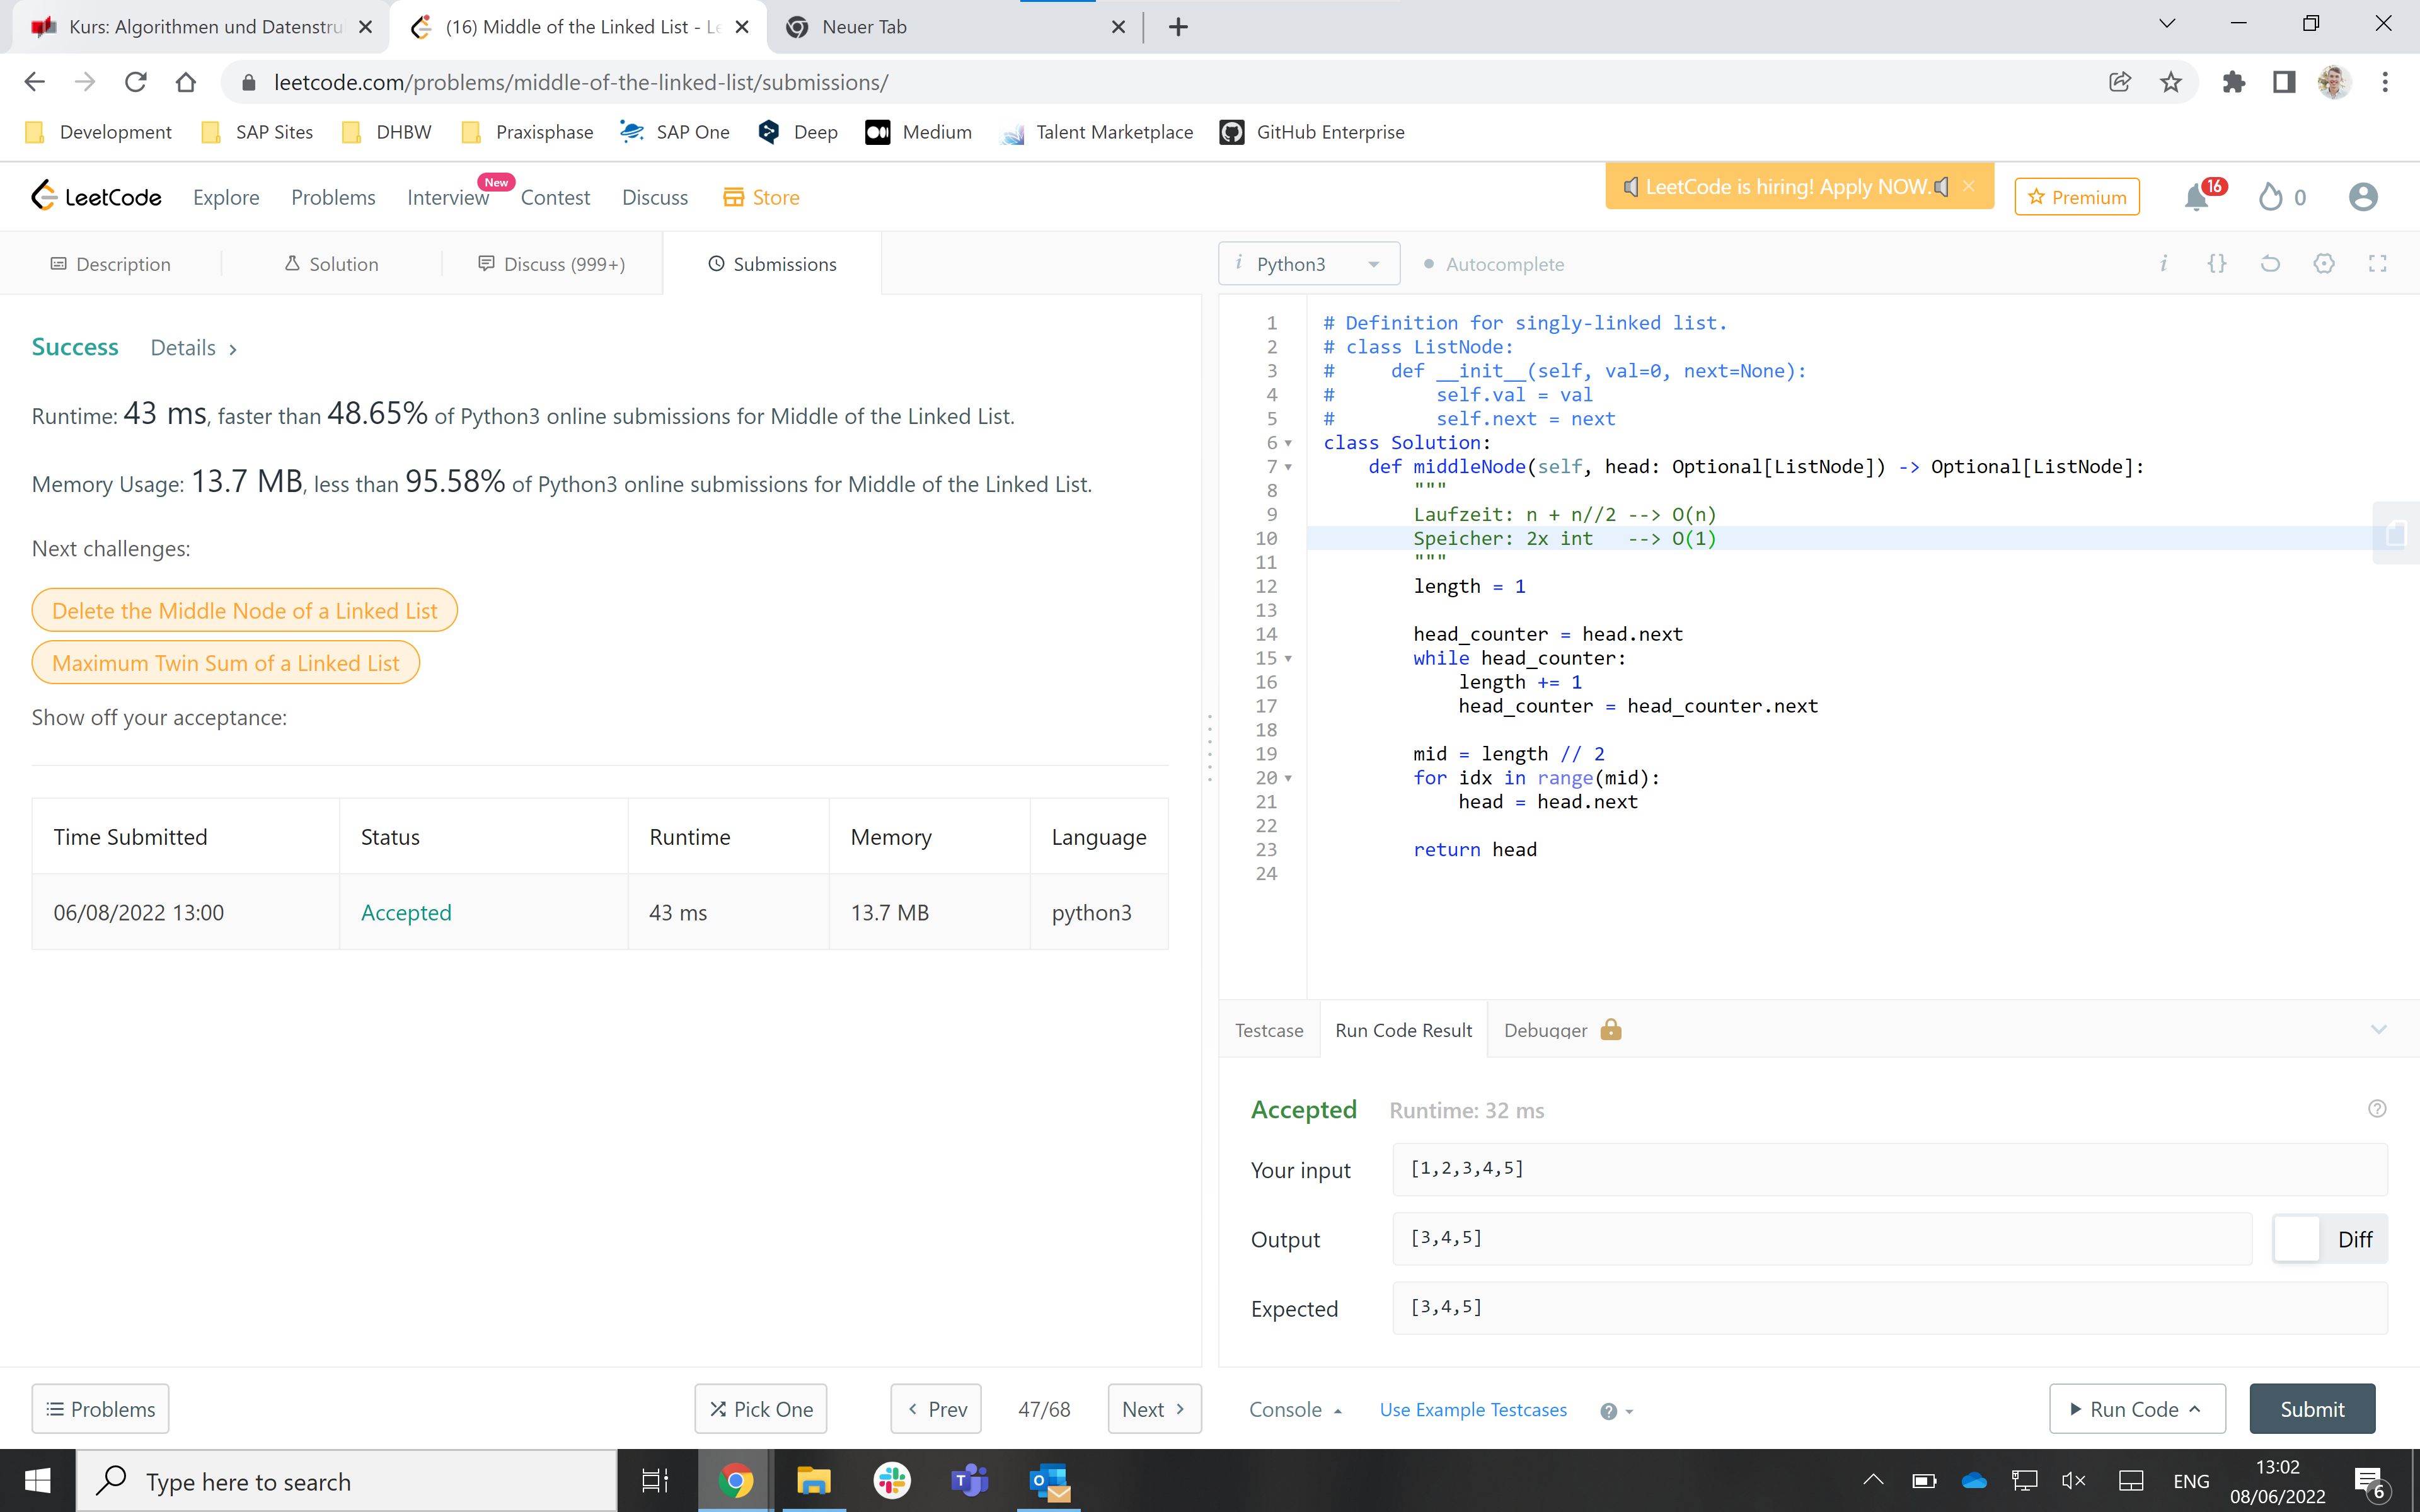 Kurs: Algorithmen und Datenstru
(16) Middle of the Linked List - Le
Neuer Tab
leetcode.com/problems/middle-of-the-linked-list/submissions/
Development
SAP Sites
DHBW
Praxisphase
SAP One
Deep
Medium
Talent Marketplace
GitHub Enterprise
LeetCode
Explore
Problems
Interview
New
Contest
Discuss
Store
LeetCode is hiring! Apply NOW.
Premium
16
0
Description
Solution
Discuss (999+)
Submissions
i Python3
Autocomplete
i {}
Success Details >
Runtime: 43 ms, faster than 48.65% of Python3 online submissions for Middle of the Linked List.
Memory Usage: 13.7 MB, less than 95.58% of Python3 online submissions for Middle of the Linked List.
Next challenges:
Delete the Middle Node of a Linked List
Maximum Twin Sum of a Linked List
Show off your acceptance:
Time Submitted Status Runtime Memory Language
06/08/2022 13:00 Accepted 43 ms 13.7 MB python3
1 # Definition for singly-linked list.
2 # class ListNode:
3 #     def __init__(self, val=0, next=None):
4 #         self.val = val
5 #         self.next = next
6 class Solution:
7     def middleNode(self, head: Optional[ListNode]) -> Optional[ListNode]:
8         """
9         Laufzeit: n + n//2 --> O(n)
10         Speicher: 2x int   --> O(1)
11         """
12         length = 1
13
14         head_counter = head.next
15         while head_counter:
16             length += 1
17             head_counter = head_counter.next
18
19         mid = length // 2
20         for idx in range(mid):
21             head = head.next
22
23         return head
24
Testcase
Run Code Result
Debugger
Accepted Runtime: 32 ms
Your input [1,2,3,4,5]
Output [3,4,5] Diff
Expected [3,4,5]
Problems
Pick One
< Prev
47/68
Next >
Console
Use Example Testcases
Run Code
Submit
Type here to search
ENG
13:02
08/06/2022
6